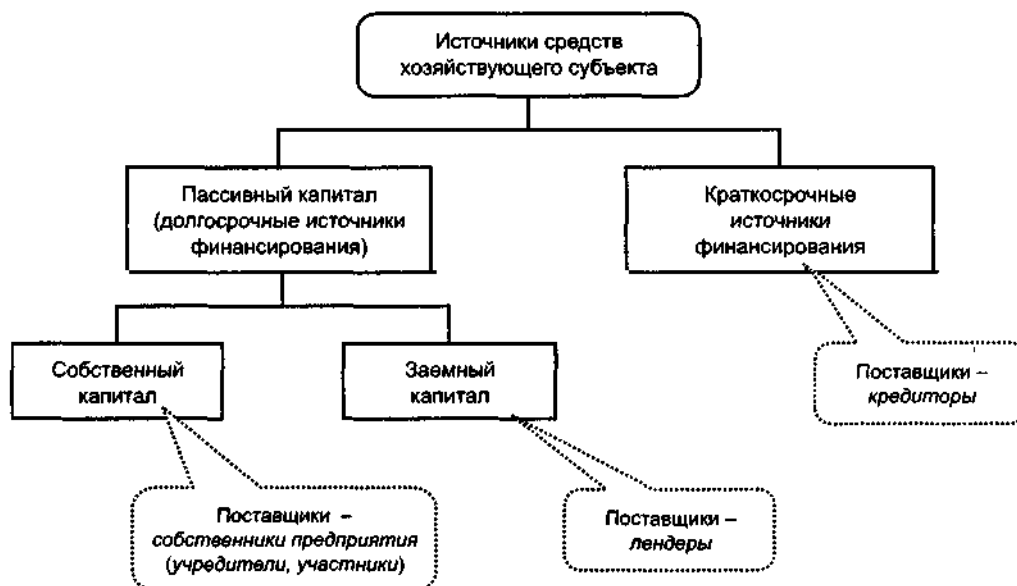 Источники средств
хозяйствующего субъекта
Пассивный капитал
(долгосрочные источники
финансирования)
Краткосрочные
источники
финансирования
Собственный
капитал
Заемный
капитал
Поставщики –
кредиторы
Поставщики –
собственники предприятия
(учредители, участники)
Поставщики –
лендеры